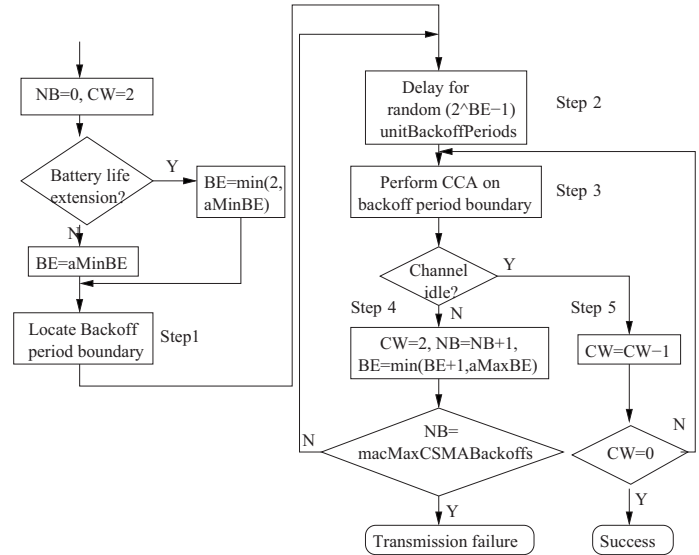 NB=0, CW=2
Battery life
extension?
Y
BE=min(2,
aMinBE)
N
BE=aMinBE
Locate Backoff
period boundary
Step1
Delay for
random (2^BE−1)
unitBackoffPeriods
Step 2
Perform CCA on
backoff period boundary
Step 3
Channel
idle?
Y
N
Step 4
Step 5
CW=2, NB=NB+1,
BE=min(BE+1,aMaxBE)
CW=CW−1
NB=
macMaxCSMABackoffs
N
Y
CW=0
N
Y
Transmission failure
Success